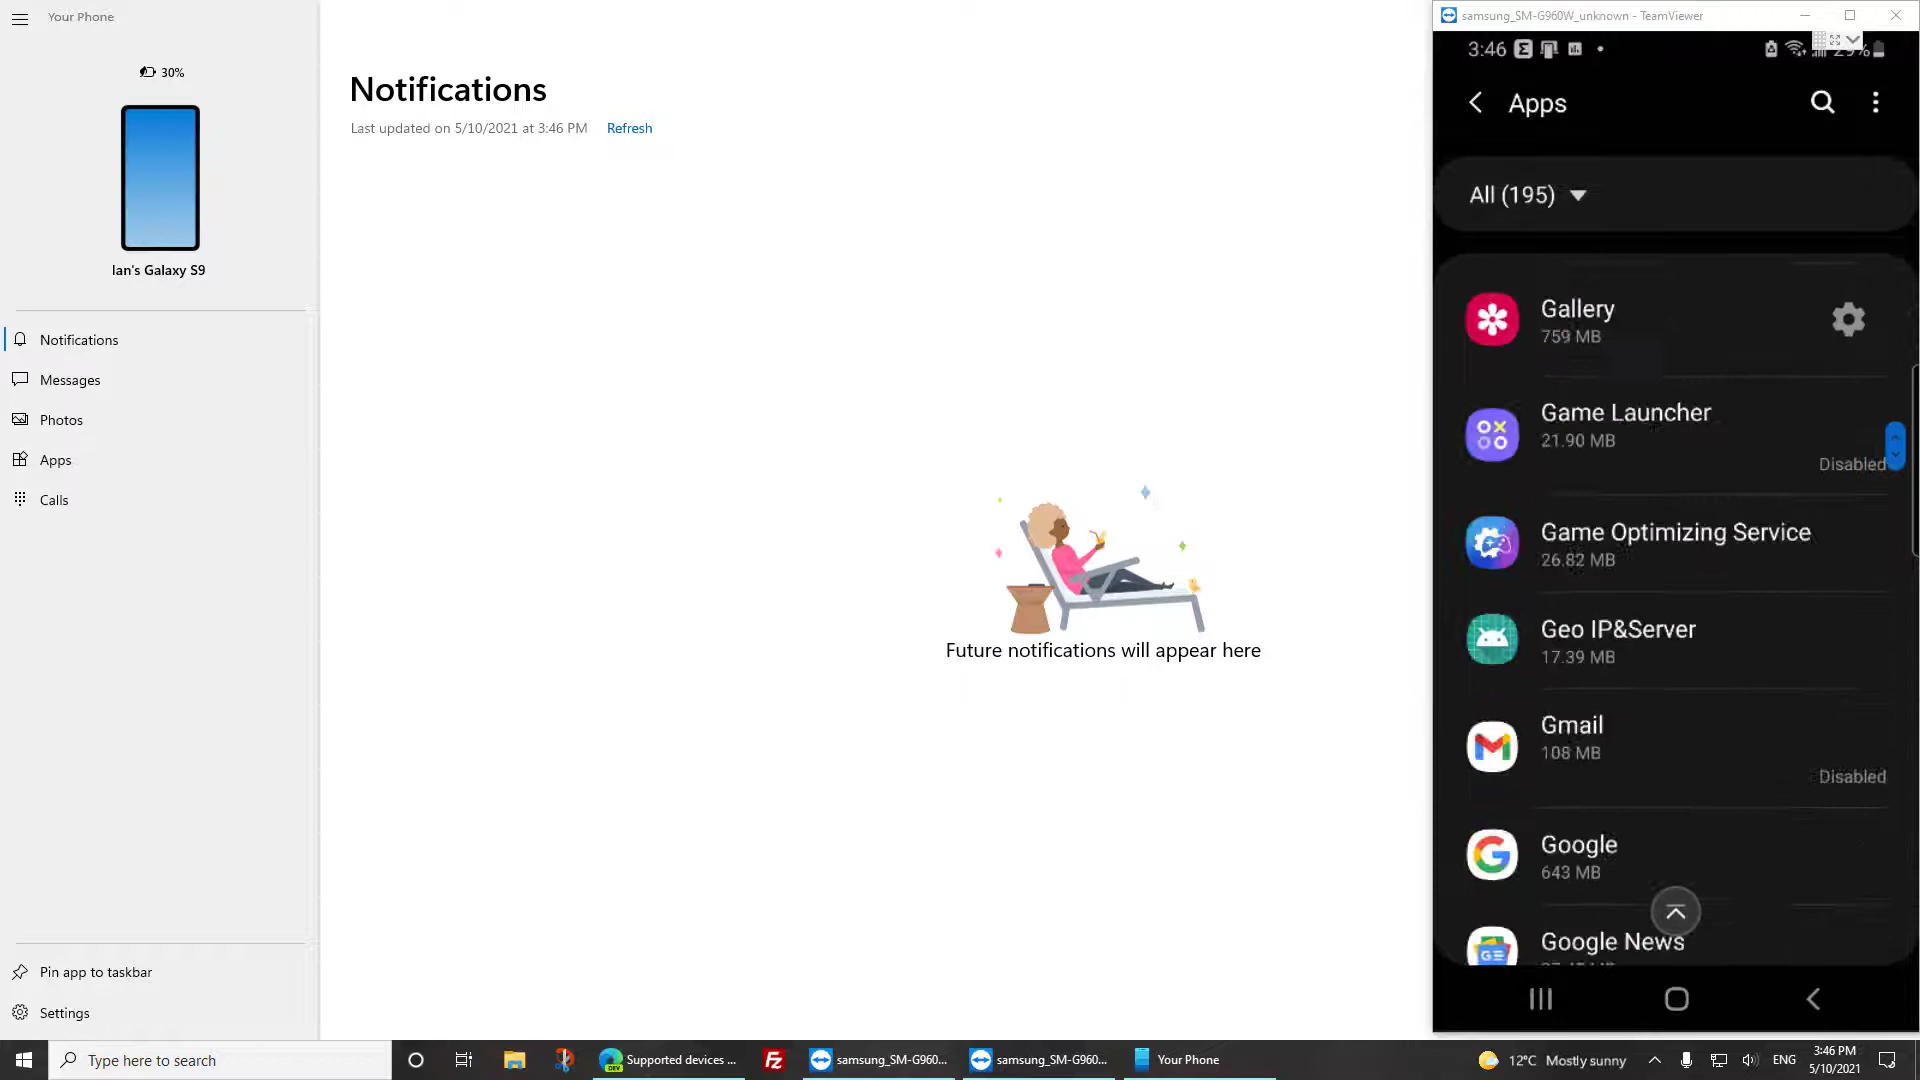 Your Phone
30%
Ian's Galaxy S9
Notifications
Messages
Photos
Apps
Calls
Pin app to taskbar
Settings
Notifications
Last updated on 5/10/2021 at 3:46 PM Refresh
Future notifications will appear here
samsung_SM-G960W_unknown - TeamViewer
3:46
29%
Apps
All (195)
Gallery
759 MB
Game Launcher
21.90 MB
Disabled
Game Optimizing Service
26.82 MB
Geo IP&Server
17.39 MB
Gmail
108 MB
Disabled
Google
643 MB
Google News
Type here to search
DEV
Supported devices ...
FZ
samsung_SM-G960...
samsung_SM-G960...
Your Phone
12°C Mostly sunny
ENG
3:46 PM
5/10/2021